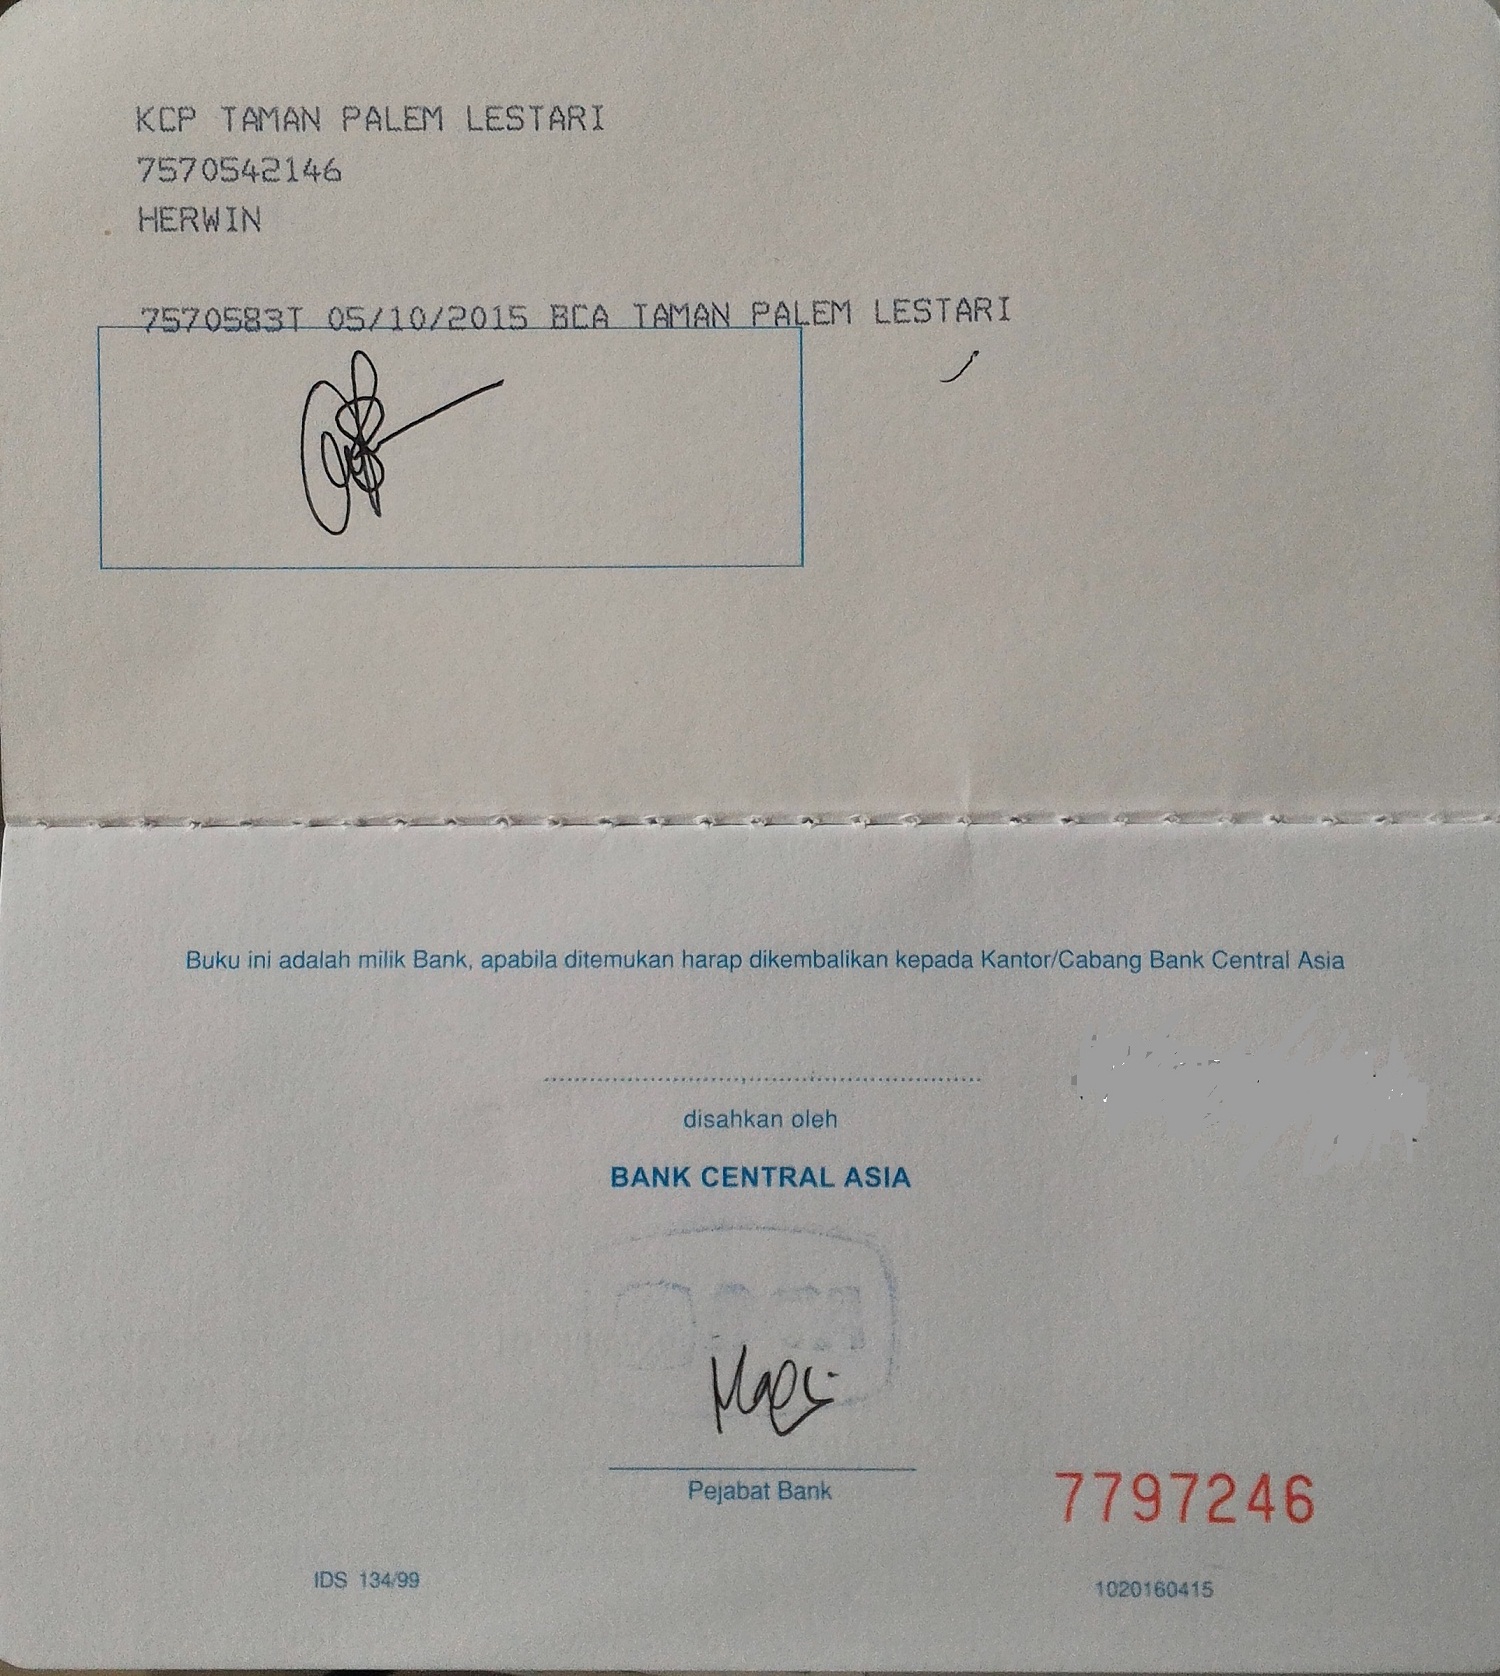 KCP TAMAN PALEM LESTARI
7570542146
HERWIN
7570583T 05/10/2015 BCA TAMAN PALEM LESTARI
Buku ini adalah milik Bank, apabila ditemukan harap dikembalikan kepada Kantor/Cabang Bank Central Asia
disahkan oleh
BANK CENTRAL ASIA
Pejabat Bank
7797246
IDS 134/99
1020160415